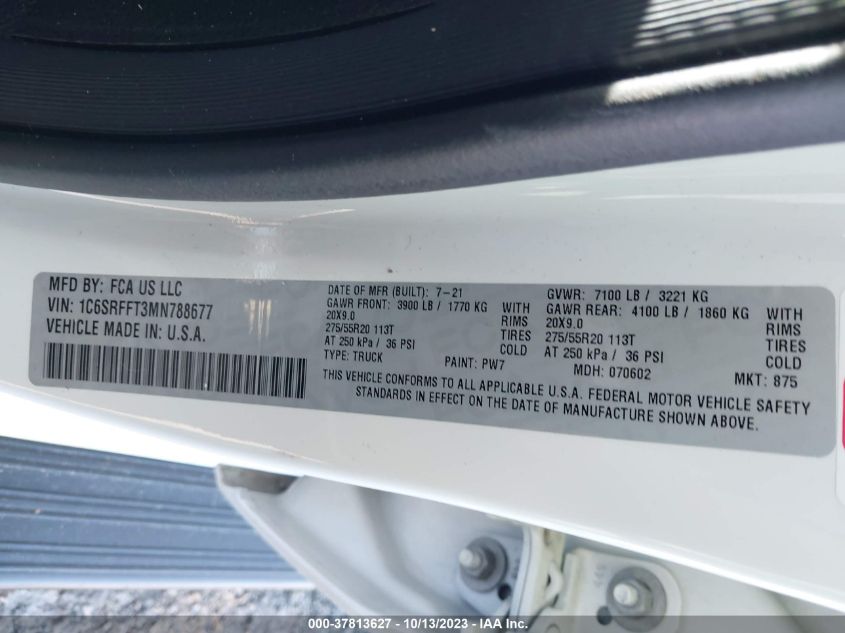 MFD BY: FCA US LLC
VIN: 1C6SRFFT3MN788677
VEHICLE MADE IN: U.S.A.
DATE OF MFR (BUILT): 7-21
GAWR FRONT: 3900 LB / 1770 KG WITH
20X9.0 RIMS
275/55R20 113T TIRES
AT 250 kPa / 36 PSI COLD
TYPE: TRUCK PAINT: PW7
GVWR: 7100 LB / 3221 KG
GAWR REAR: 4100 LB / 1860 KG WITH
20X9.0 RIMS
275/55R20 113T TIRES
AT 250 kPa / 36 PSI COLD
MDH: 070602 MKT: 875
THIS VEHICLE CONFORMS TO ALL APPLICABLE U.S.A. FEDERAL MOTOR VEHICLE SAFETY
STANDARDS IN EFFECT ON THE DATE OF MANUFACTURE SHOWN ABOVE.
000-37813627 - 10/13/2023 - IAA Inc.